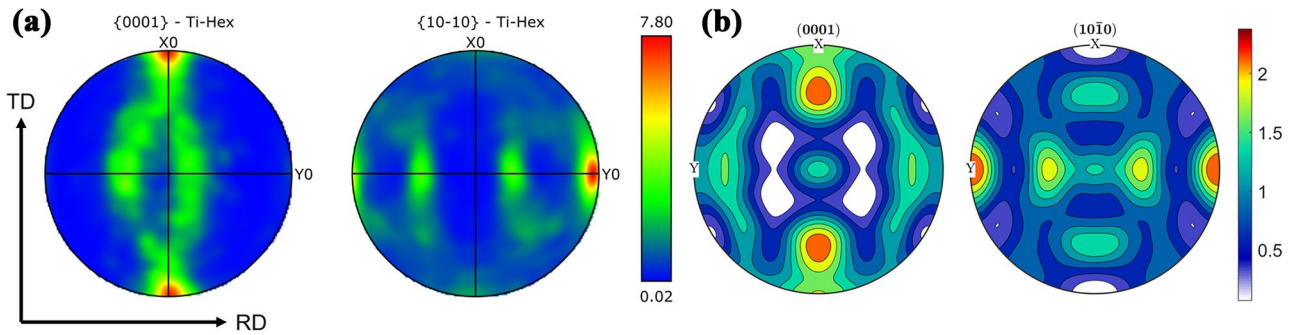 (a)
{0001} - Ti-Hex
X0
TD
Y0
RD
{10-10} - Ti-Hex
X0
Y0
7.80
0.02
(b)
(0001)
X
Y
(101̄0)
X
Y
2
1.5
1
0.5